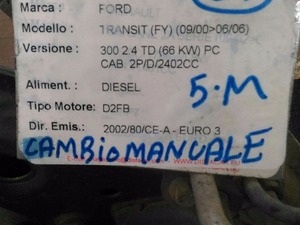 Marca : FORD
Modello : TRANSIT (FY) (09/00>06/06)
Versione : 300 2.4 TD (66 KW) PC
CAB. 2P/D/2402CC
Aliment. : DIESEL
5.M
Tipo Motore: D2FB
Dir. Emis.: 2002/80/CE-A - EURO 3
CAMBIO MANUALE